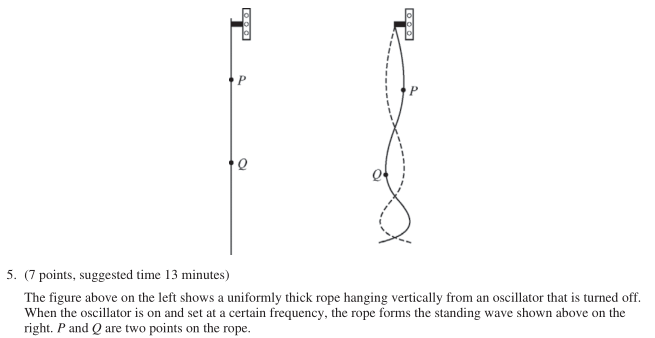 P
P
Q
Q
5. (7 points, suggested time 13 minutes)
The figure above on the left shows a uniformly thick rope hanging vertically from an oscillator that is turned off.
When the oscillator is on and set at a certain frequency, the rope forms the standing wave shown above on the
right. P and Q are two points on the rope.